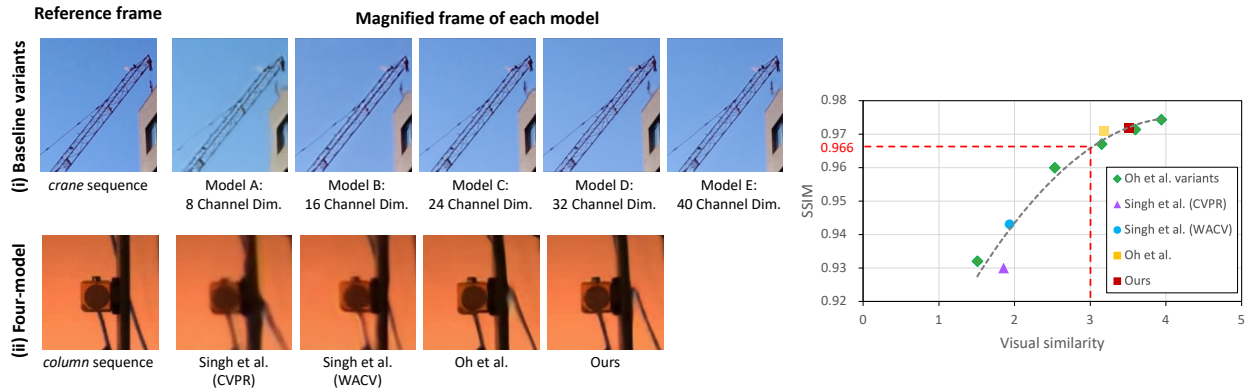 Reference frame
Magnified frame of each model
(i) Baseline variants
crane sequence
Model A:
8 Channel Dim.
Model B:
16 Channel Dim.
Model C:
24 Channel Dim.
Model D:
32 Channel Dim.
Model E:
40 Channel Dim.
(ii) Four-model
column sequence
Singh et al.
(CVPR)
Singh et al.
(WACV)
Oh et al.
Ours
SSIM
0.98
0.97
0.966
0.96
0.95
0.94
0.93
0.92
0 1 2 3 4 5
Visual similarity
Oh et al. variants
Singh et al. (CVPR)
Singh et al. (WACV)
Oh et al.
Ours